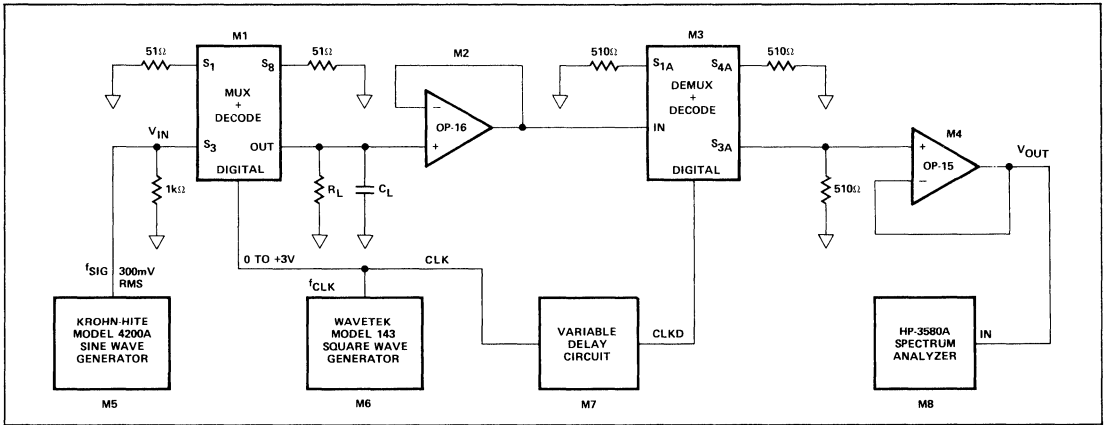 M1
M2
M3
M4
51Ω
S1
S8
51Ω
MUX
+
DECODE
VIN
S3
OUT
DIGITAL
1kΩ
RL
CL
−
OP-16
+
510Ω
S1A
S4A
510Ω
DEMUX
+
DECODE
IN
S3A
DIGITAL
510Ω
+
OP-15
−
VOUT
fSIG
300mV
RMS
0 TO +3V
CLK
fCLK
CLKD
IN
KROHN-HITE
MODEL 4200A
SINE WAVE
GENERATOR
WAVETEK
MODEL 143
SQUARE WAVE
GENERATOR
VARIABLE
DELAY
CIRCUIT
HP-3580A
SPECTRUM
ANALYZER
M5
M6
M7
M8